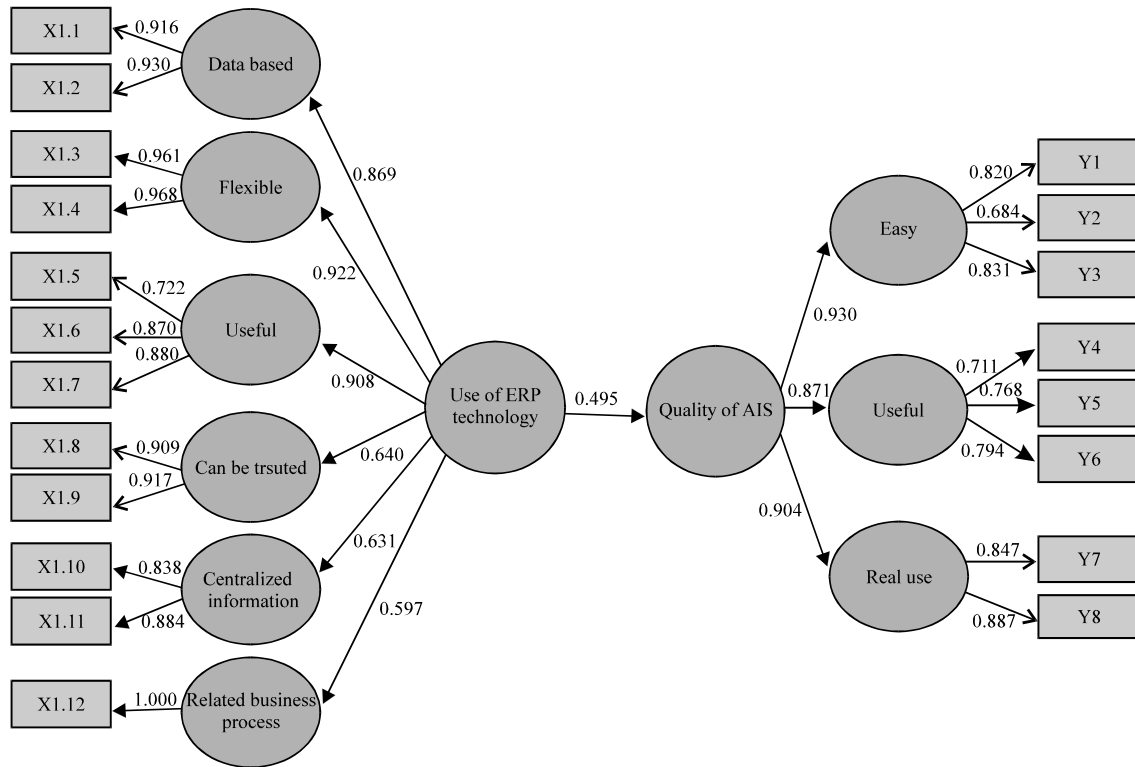 X1.1
0.916
Data based
X1.2
0.930
X1.3
0.961
Flexible
X1.4
0.968
X1.5
0.722
Useful
X1.6
0.870
X1.7
0.880
X1.8
0.909
Can be trsuted
X1.9
0.917
X1.10
0.838
Centralized
information
X1.11
0.884
X1.12
1.000
Related business
process
0.869
0.922
0.908
0.640
0.631
0.597
Use of ERP
technology
0.495
Quality of AIS
0.930
0.871
0.904
Easy
0.820
Y1
0.684
Y2
0.831
Y3
Useful
0.711
Y4
0.768
Y5
0.794
Y6
Real use
0.847
Y7
0.887
Y8